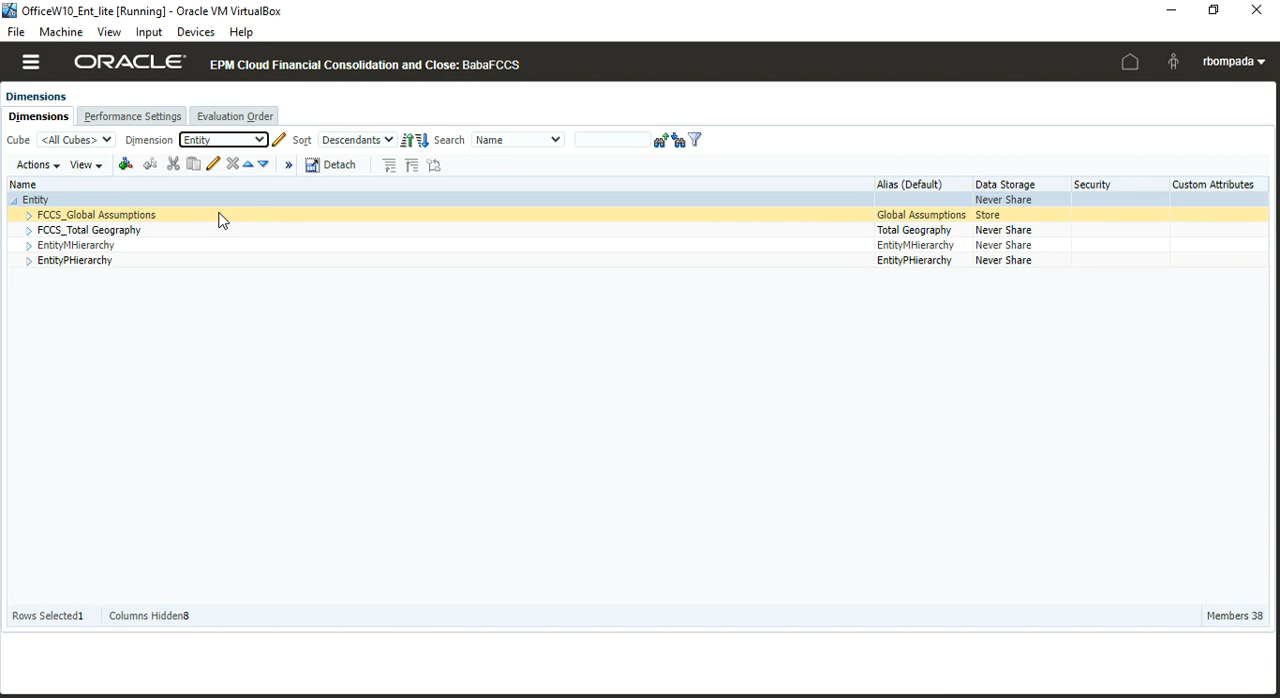 OfficeW10_Ent_lite [Running] - Oracle VM VirtualBox
File Machine View Input Devices Help
ORACLE® EPM Cloud Financial Consolidation and Close: BabaFCCS rbompada
Dimensions
Dimensions Performance Settings Evaluation Order
Cube <All Cubes> Dimension Entity Sort Descendants Search Name
Actions View » Detach
Name Alias (Default) Data Storage Security Custom Attributes
Entity Never Share
FCCS_Global Assumptions Global Assumptions Store
FCCS_Total Geography Total Geography Never Share
EntityMHierarchy EntityMHierarchy Never Share
EntityPHierarchy EntityPHierarchy Never Share
Rows Selected1 Columns Hidden8 Members 38